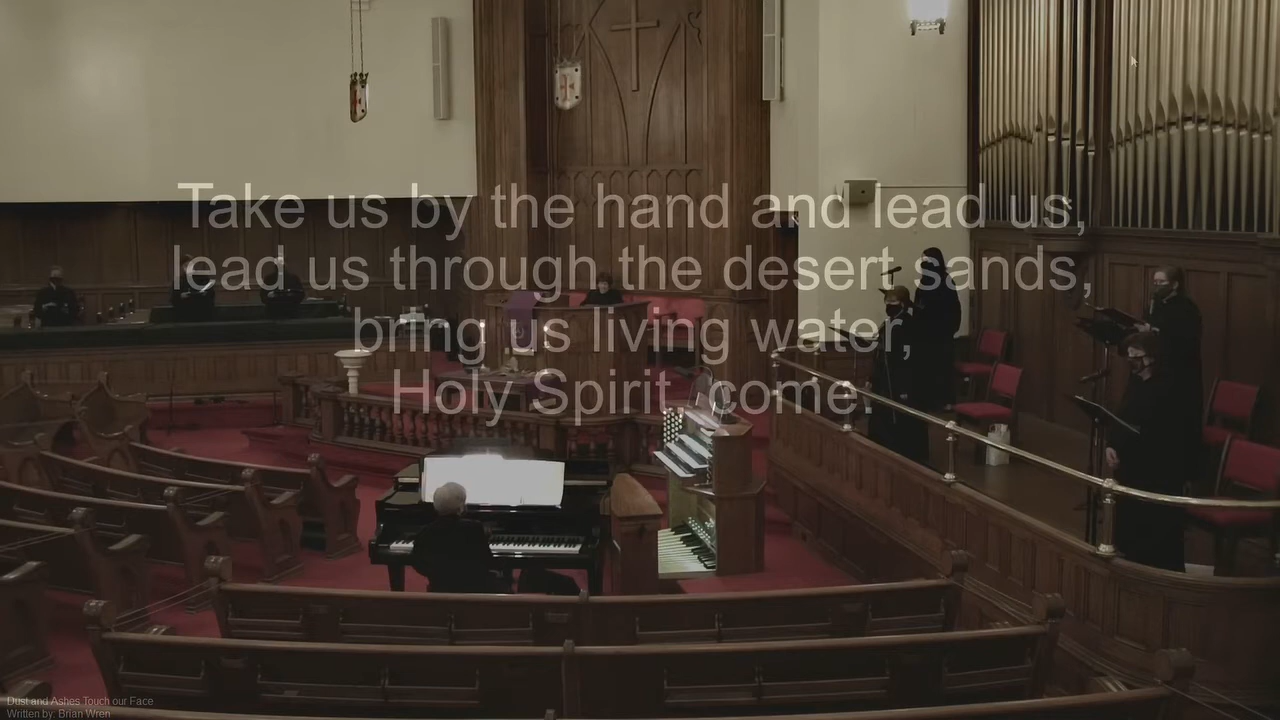 Take us by the hand and lead us,
lead us through the desert sands,
bring us living water,
Holy Spirit, come.
Dust and Ashes Touch our Face
Written by: Brian Wren